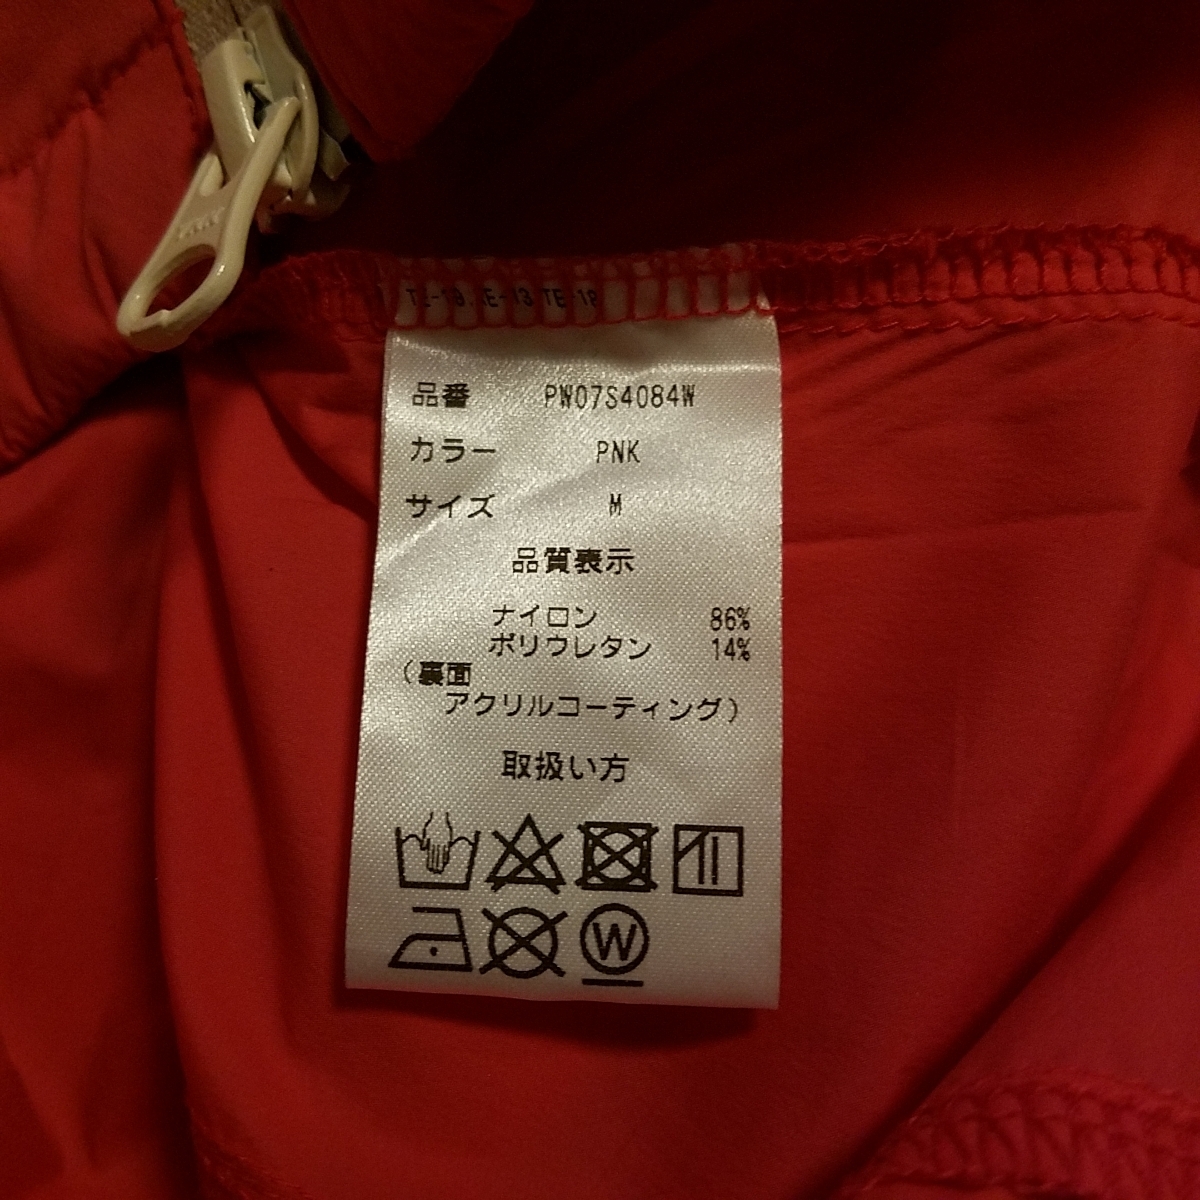 品番 PW07S4084W
カラー PNK
サイズ M
品質表示
ナイロン 86%
ポリウレタン 14%
(裏面
アクリルコーティング)
取扱い方
W